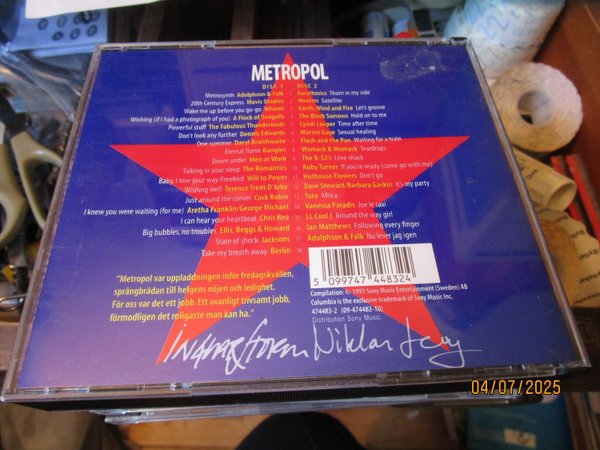 METROPOL
DISC 1
Metrosynth Adolphson & Falk
20th Century Express Mavis Staples
Wake me up before you go-go Wham!
Wishing (if I had a photograph of you) A Flock of Seagulls
Powerful stuff The Fabulous Thunderbirds
Don't look any further Dennis Edwards
One summer Daryl Braithwaite
Eternal flame Bangles
Down under Men at Work
Talking in your sleep The Romantics
Baby, I love your way/Freebird Will to Power
Wishing well Terence Trent D'Arby
Just around the corner Cock Robin
I knew you were waiting (for me) Aretha Franklin/George Michael
I can hear your heartbeat Chris Rea
Big bubbles, no troubles Ellis, Beggs & Howard
State of shock Jacksons
Take my breath away Berlin
DISC 2
Eurythmics Thorn in my side
Hooters Satellite
Earth, Wind and Fire Let's groove
The Black Sorrows Hold on to me
Cyndi Lauper Time after time
Marvin Gaye Sexual healing
Flash and the Pan Waiting for a train
Womack & Womack Teardrops
The B-52's Love shack
Ruby Turner If you're ready (come go with me)
Hothouse Flowers Don't go
Dave Stewart/Barbara Gaskin It's my party
Toto Africa
Vanessa Paradis Joe le taxi
LL Cool J Around the way girl
Ian Matthews Following every finger
Adolphson & Falk Nu lever jag igen
"Metropol var uppladdningen inför fredagskvällen,
språngbrädan till helgens nöjen och ledighet.
För oss var det ett jobb. Ett ovanligt trivsamt jobb,
förmodligen det roligaste man kan ha."
5 099747 448324
Compilation: © 1993 Sony Music Entertainment (Sweden) AB
Columbia is the exclusive trademark of Sony Music Inc.
474483-2 (09-474483-10)
Distribution Sony Music.
Niklas Levy
04/07/2025